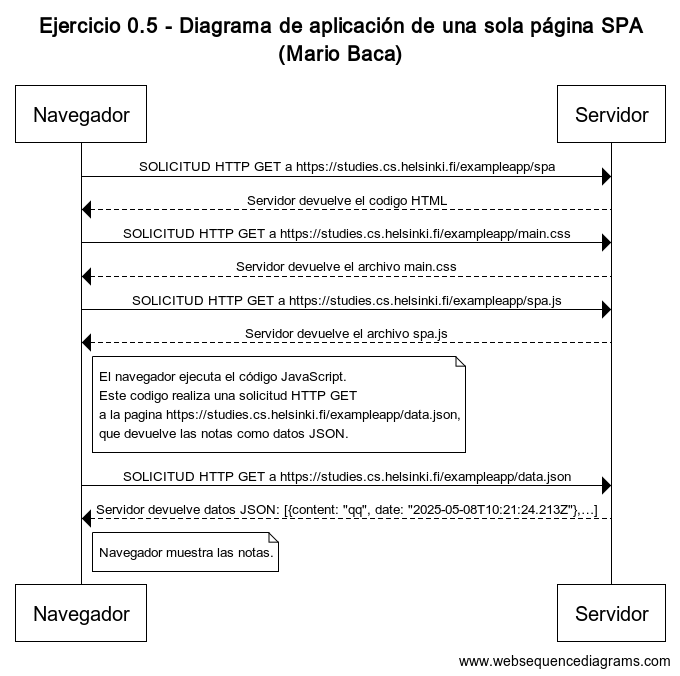 Ejercicio 0.5 - Diagrama de aplicación de una sola página SPA
(Mario Baca)
Navegador
Servidor
SOLICITUD HTTP GET a https://studies.cs.helsinki.fi/exampleapp/spa
Servidor devuelve el codigo HTML
SOLICITUD HTTP GET a https://studies.cs.helsinki.fi/exampleapp/main.css
Servidor devuelve el archivo main.css
SOLICITUD HTTP GET a https://studies.cs.helsinki.fi/exampleapp/spa.js
Servidor devuelve el archivo spa.js
El navegador ejecuta el código JavaScript.
Este codigo realiza una solicitud HTTP GET
a la pagina https://studies.cs.helsinki.fi/exampleapp/data.json,
que devuelve las notas como datos JSON.
SOLICITUD HTTP GET a https://studies.cs.helsinki.fi/exampleapp/data.json
Servidor devuelve datos JSON: [{content: "qq", date: "2025-05-08T10:21:24.213Z"},...]
Navegador muestra las notas.
Navegador
Servidor
www.websequencediagrams.com